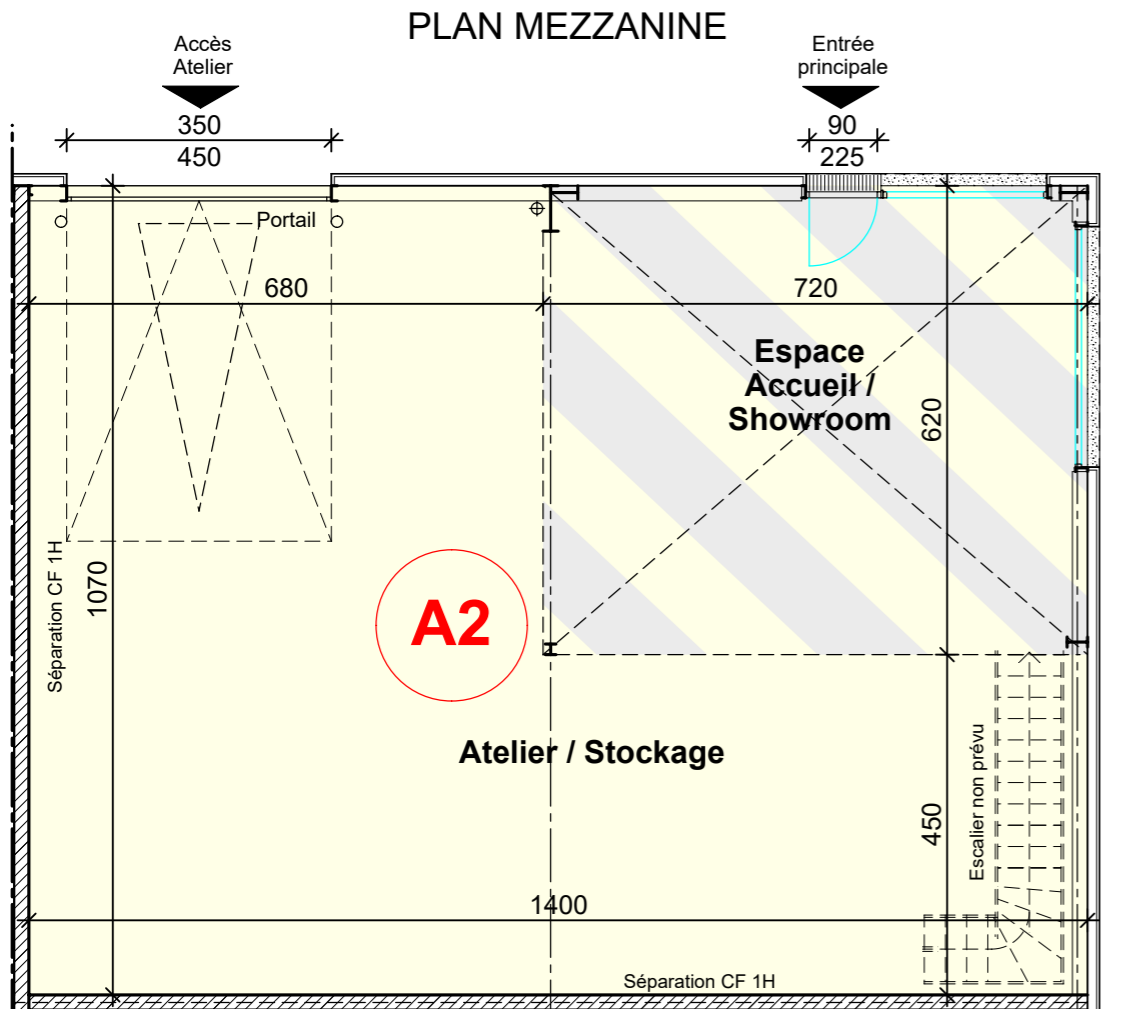 PLAN MEZZANINE
Accès
Atelier
Entrée
principale
350
450
90
225
Portail
680
720
Espace
Accueil /
Showroom
620
Séparation CF 1H
1070
A2
Atelier / Stockage
Escalier non prévu
450
1400
Séparation CF 1H